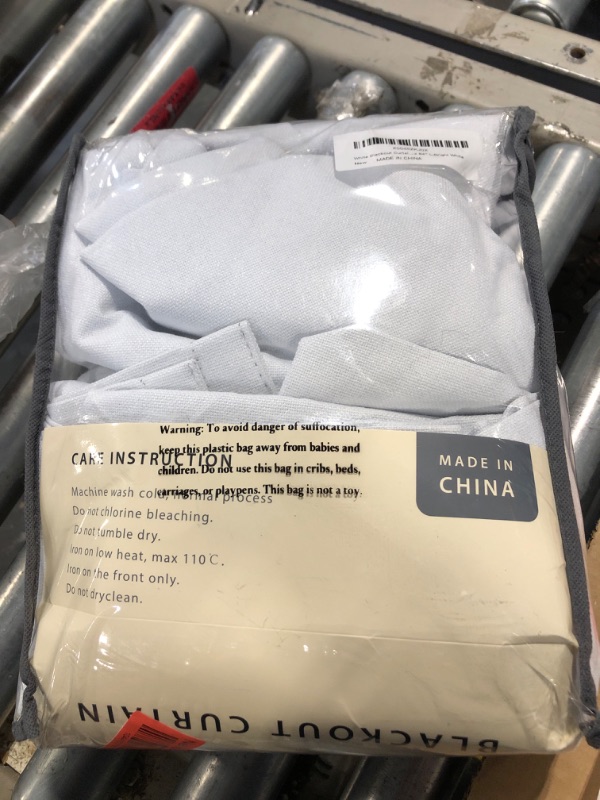 MADE IN CHINA
Warning: To avoid danger of suffocation,
keep this plastic bag away from babies and
children. Do not use this bag in cribs, beds,
carriages, or playpens. This bag is not a toy.
CARE INSTRUCTION
Machine wash cold, normal process
Do not chlorine bleaching.
Do not tumble dry.
Iron on low heat, max 110℃.
Iron on the front only.
Do not dryclean.
MADE IN
CHINA
BLACKOUT CURTAIN